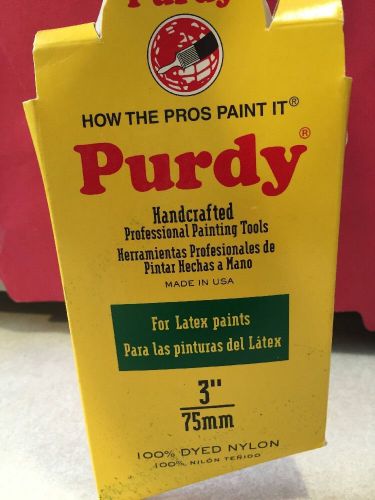 Purdy
HOW THE PROS PAINT IT®
Purdy®
Handcrafted
Professional Painting Tools
Herramientas Profesionales de
Pintar Hechas a Mano
MADE IN USA
For Latex paints
Para las pinturas del Látex
3"
75mm
100% DYED NYLON
100% NILÓN TEÑIDO